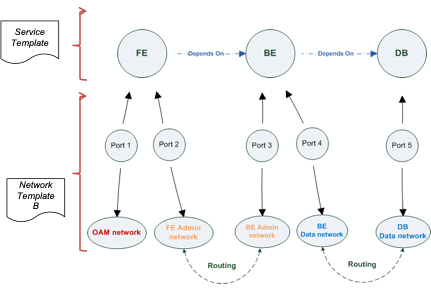 Service
Template
FE
Depends On
BE
Depends On
DB
Port 1
Port 2
Port 3
Port 4
Port 5
Network
Template
B
OAM network
FE Admin
network
BE Admin
network
BE
Data network
DB
Data network
Routing
Routing